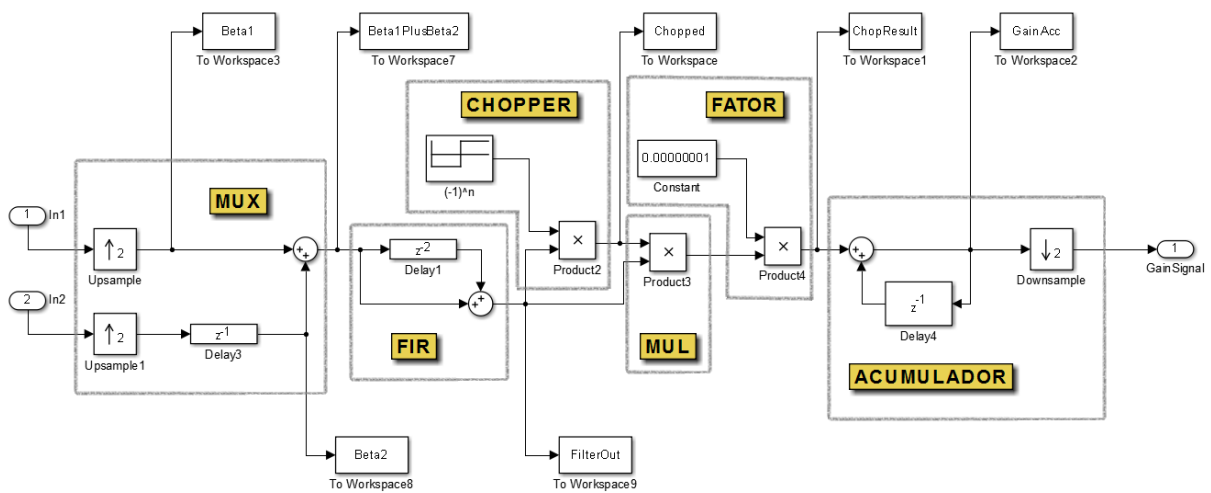 Beta1
To Workspace3
Beta1PlusBeta2
To Workspace7
Chopped
To Workspace
ChopResult
To Workspace1
GainAcc
To Workspace2
CHOPPER
FATOR
(-1)^n
0.00000001
Constant
MUX
1
In1
↑2
Upsample
2
In2
↑2
Upsample1
z-1
Delay3
++
z-2
Delay1
++
FIR
×
Product2
×
Product3
MUL
×
Product4
++
z-1
Delay4
↓2
Downsample
1
GainSignal
ACUMULADOR
Beta2
To Workspace8
FilterOut
To Workspace9